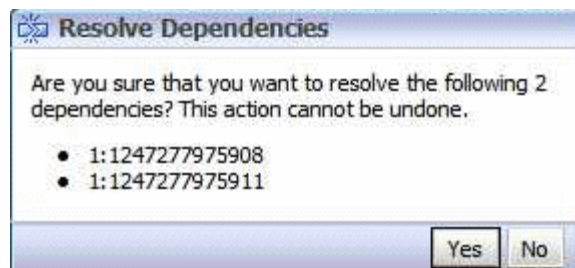 Resolve Dependencies
Are you sure that you want to resolve the following 2
dependencies? This action cannot be undone.
• 1:1247277975908
• 1:1247277975911
Yes No